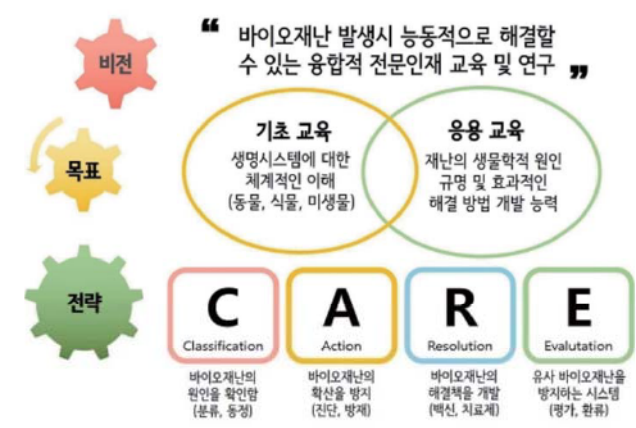 비전
❝ 바이오재난 발생시 능동적으로 해결할
수 있는 융합적 전문인재 교육 및 연구 ❞
목표
기초 교육
생명시스템에 대한
체계적인 이해
(동물, 식물, 미생물)
응용 교육
재난의 생물학적 원인
규명 및 효과적인
해결 방법 개발 능력
전략
C
Classification
바이오재난의
원인을 확인함
(분류, 동정)
A
Action
바이오재난의
확산을 방지
(진단, 방재)
R
Resolution
바이오재난의
해결책을 개발
(백신, 치료제)
E
Evalutation
유사 바이오재난을
방지하는 시스템
(평가, 환류)